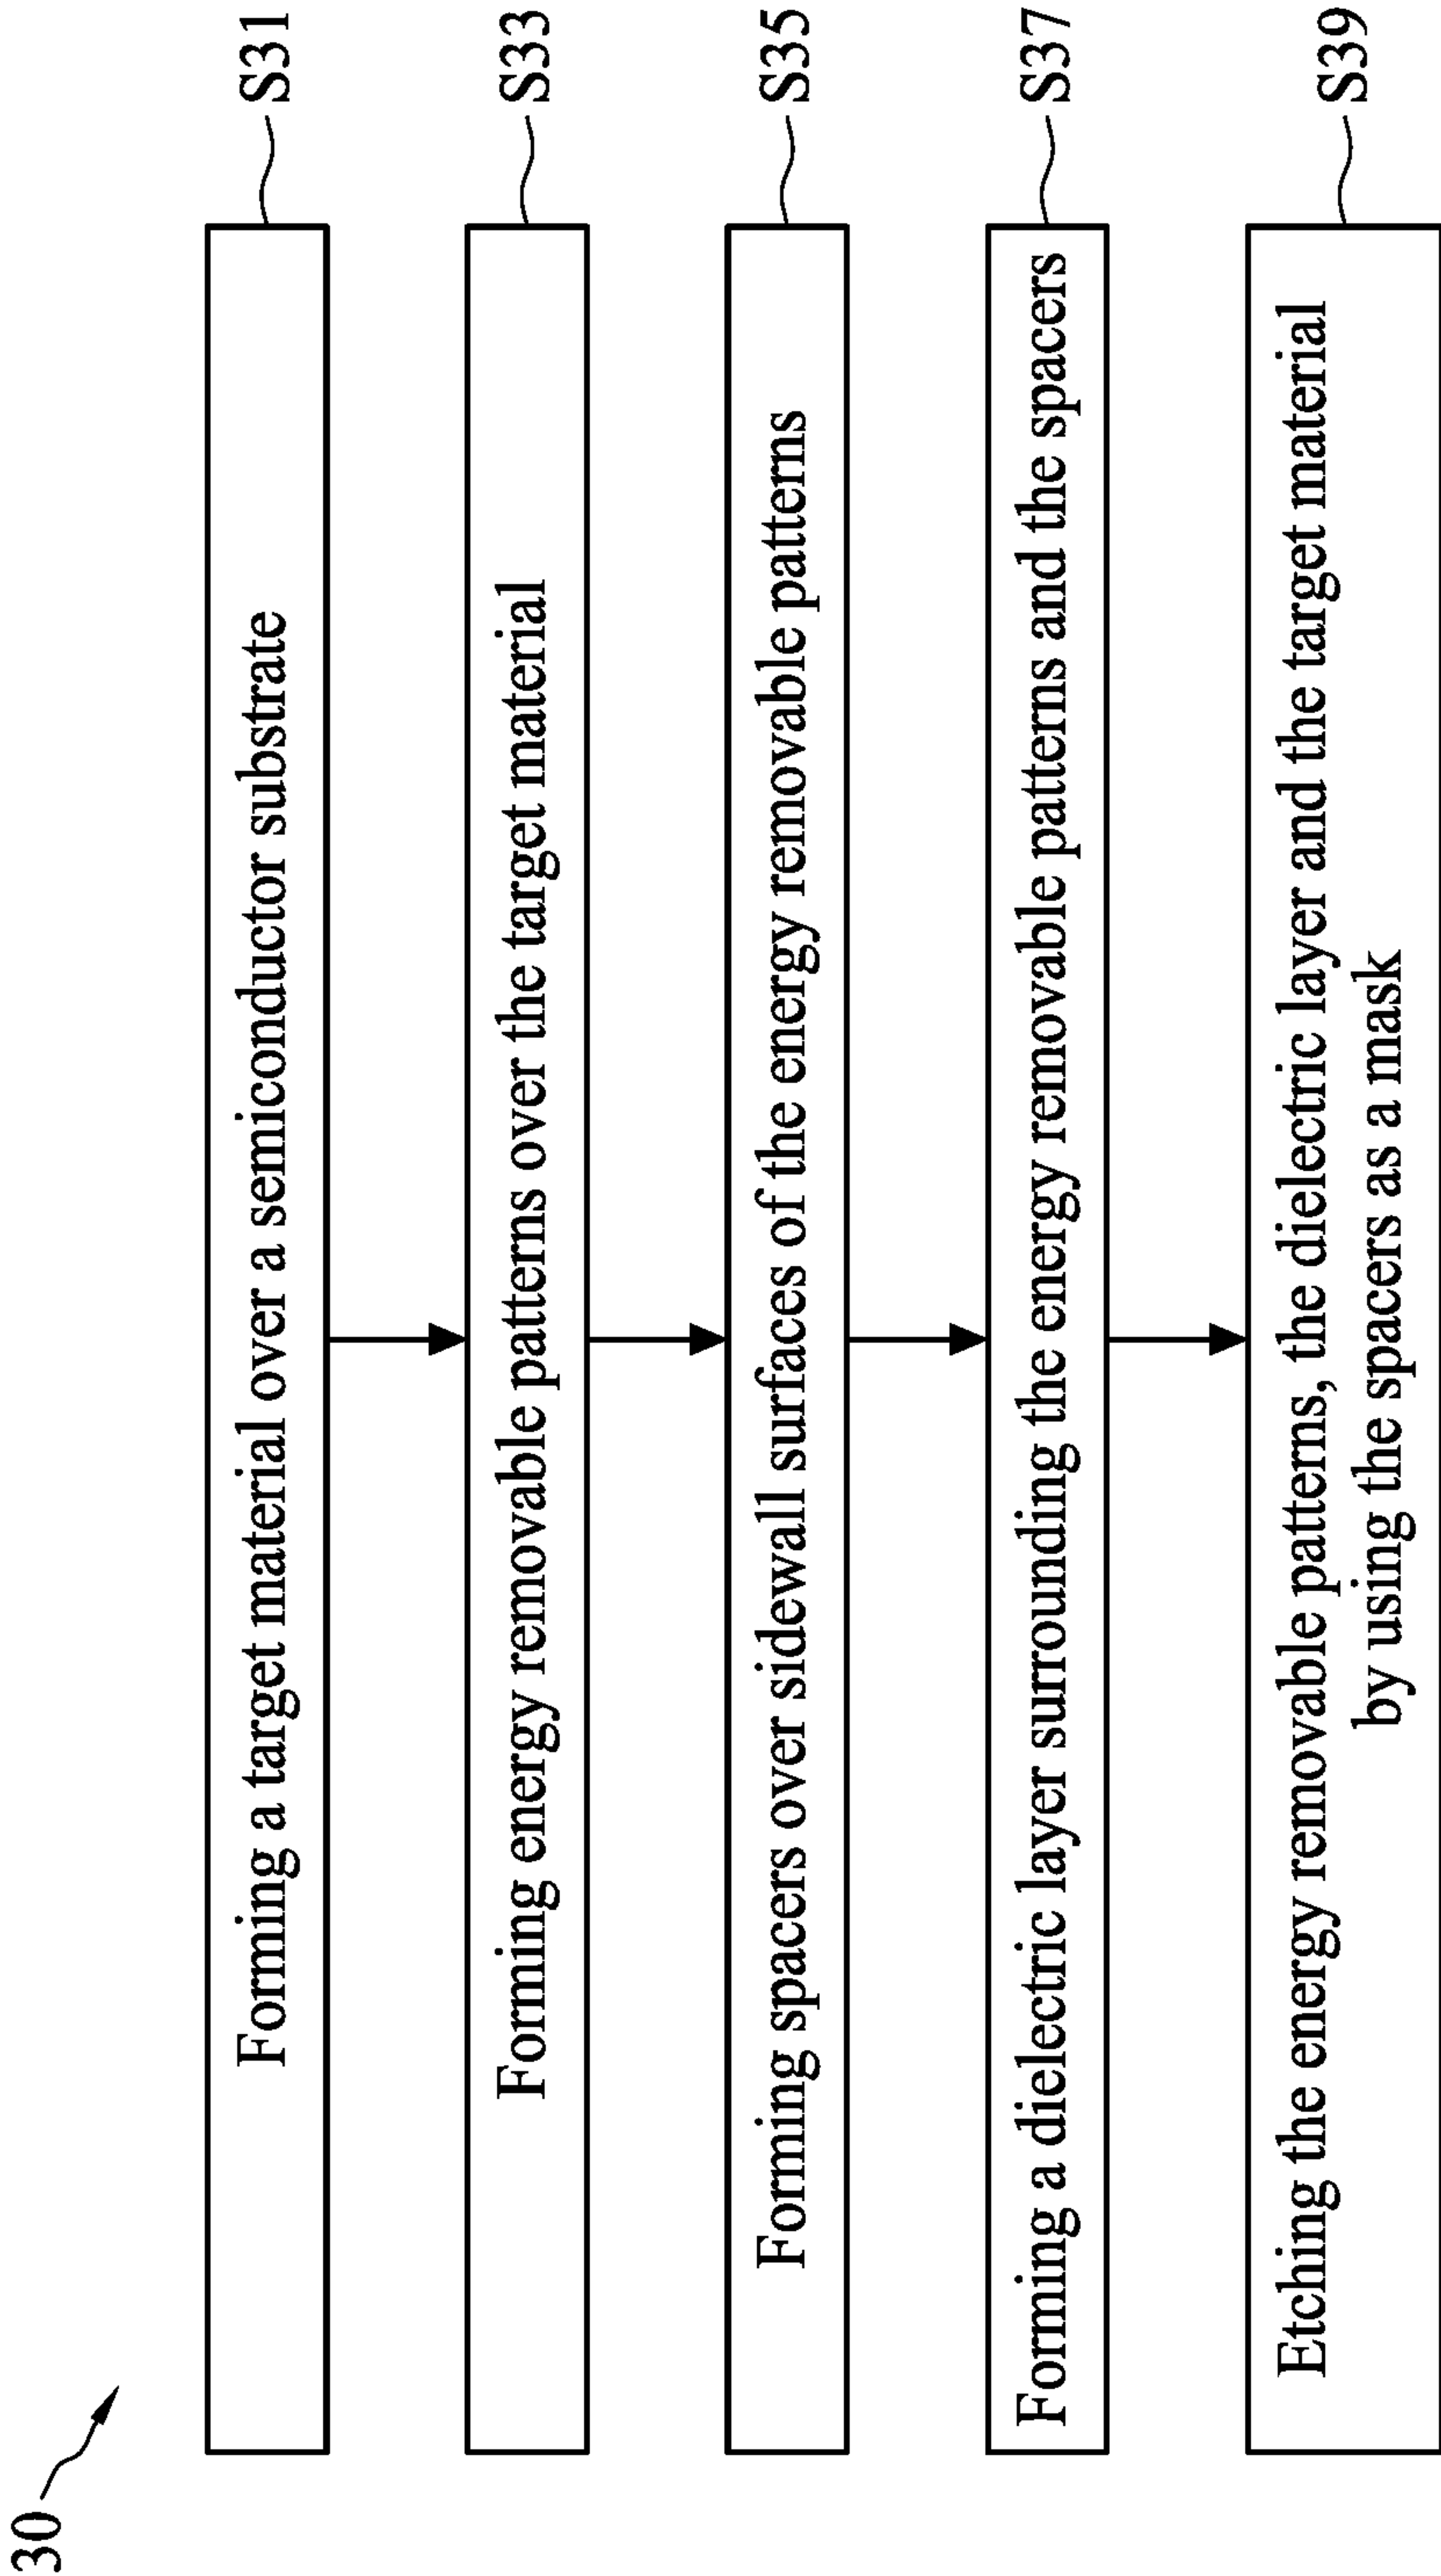 30
Forming a target material over a semiconductor substrate
S31
Forming energy removable patterns over the target material
S33
Forming spacers over sidewall surfaces of the energy removable patterns
S35
Forming a dielectric layer surrounding the energy removable patterns and the spacers
S37
Etching the energy removable patterns, the dielectric layer and the target material
by using the spacers as a mask
S39